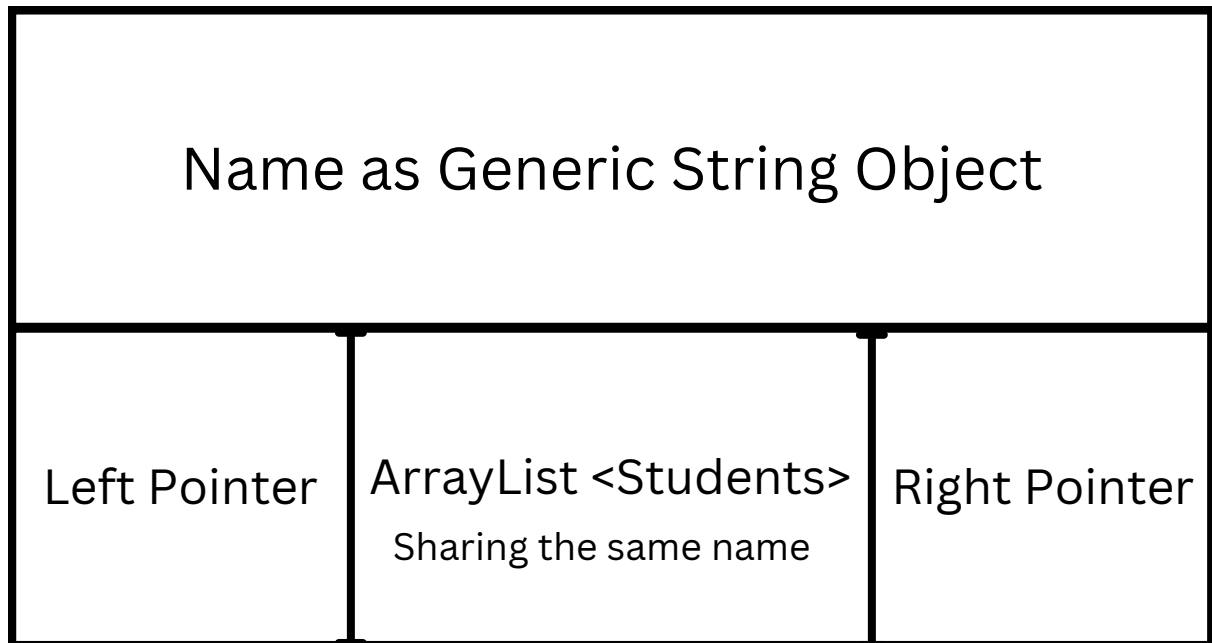 Name as Generic String Object
Left Pointer
ArrayList <Students>
Sharing the same name
Right Pointer